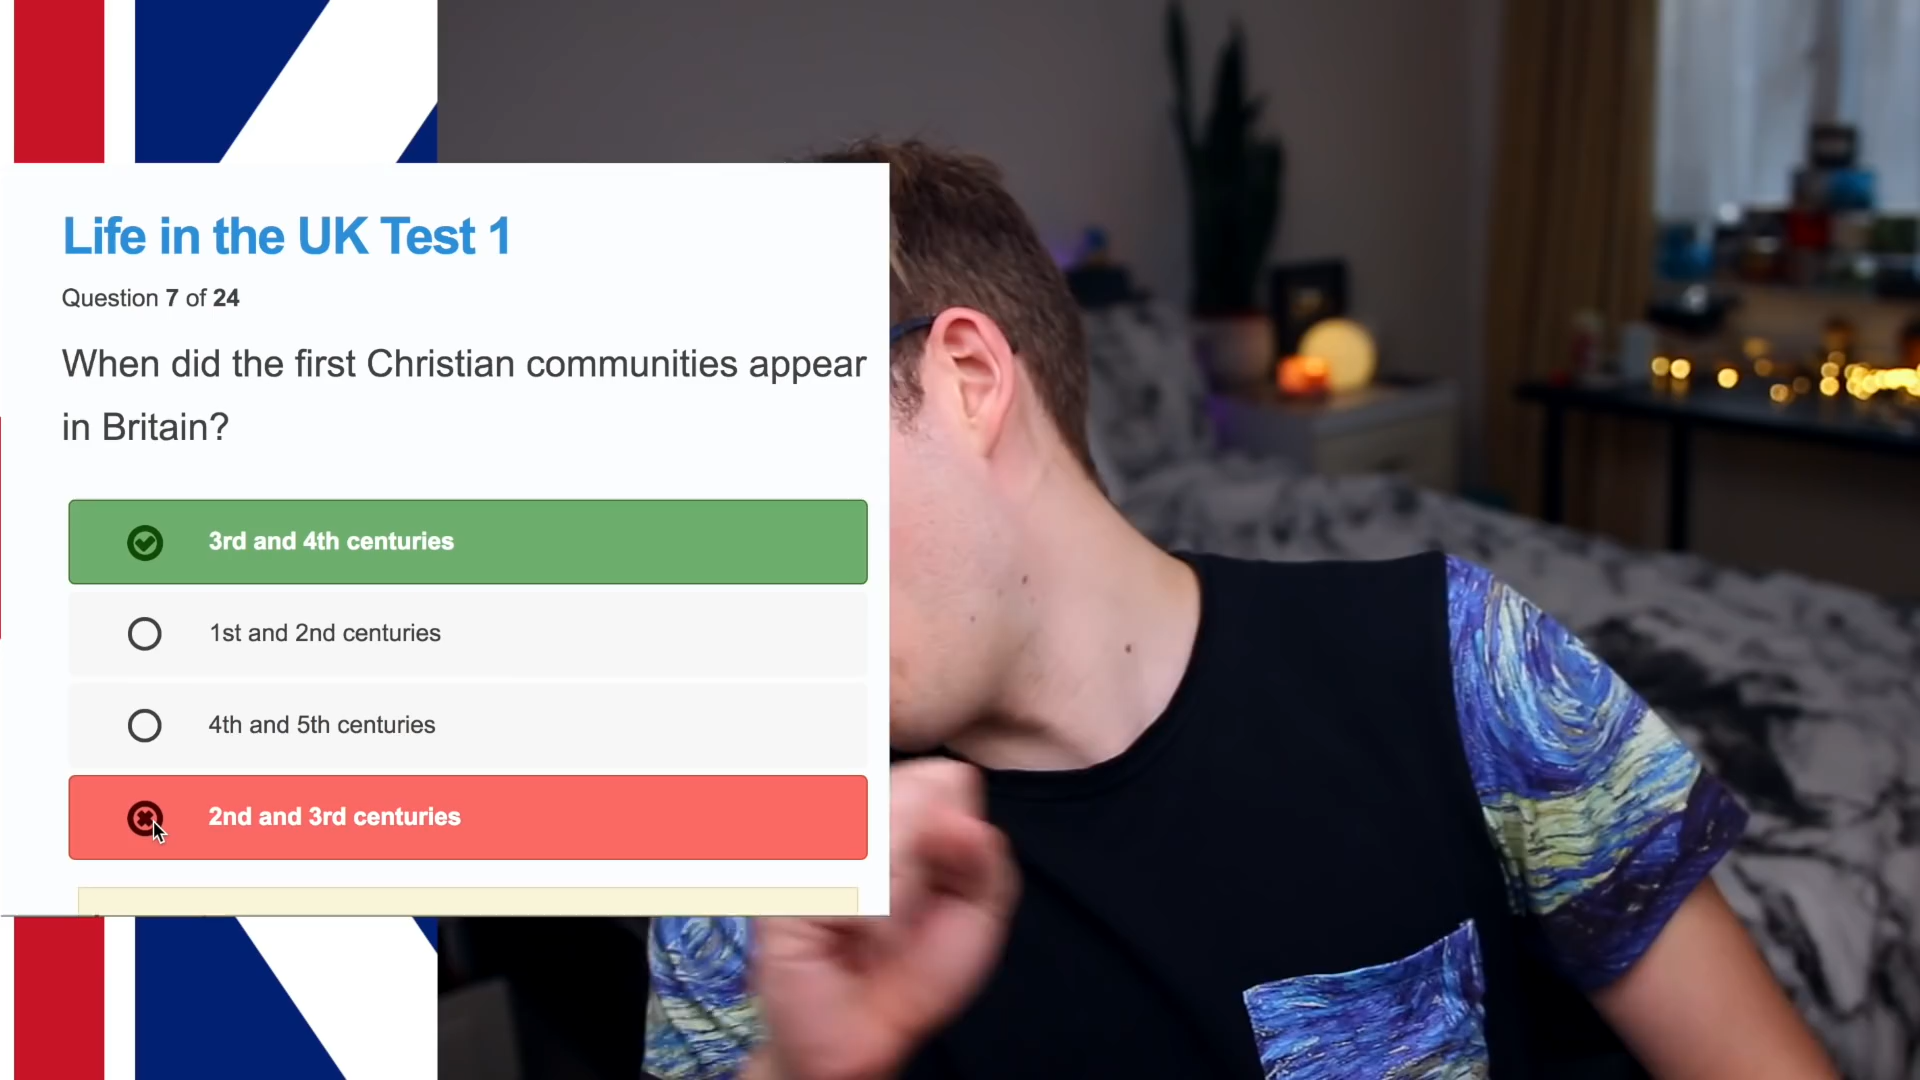 Life in the UK Test 1
Question 7 of 24
When did the first Christian communities appear
in Britain?
3rd and 4th centuries
1st and 2nd centuries
4th and 5th centuries
2nd and 3rd centuries